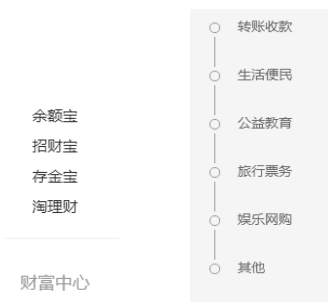 余额宝
招财宝
存金宝
淘理财
财富中心
转账收款
生活便民
公益教育
旅行票务
娱乐网购
其他